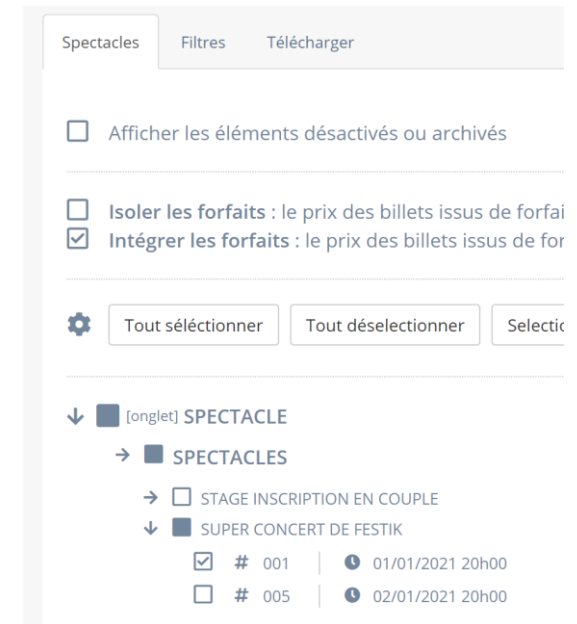 Spectacles Filtres Télécharger
Afficher les éléments désactivés ou archivés
Isoler les forfaits : le prix des billets issus de forfai
Intégrer les forfaits : le prix des billets issus de for
Tout séléctionner Tout déselectionner Selectio
[onglet] SPECTACLE
SPECTACLES
STAGE INSCRIPTION EN COUPLE
SUPER CONCERT DE FESTIK
# 001 01/01/2021 20h00
# 005 02/01/2021 20h00